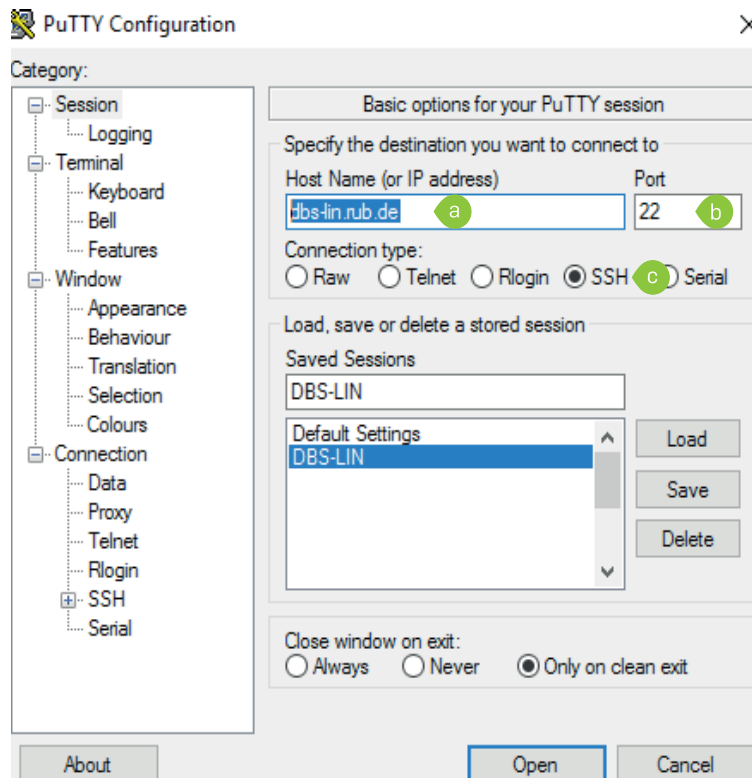 PuTTY Configuration
Category:
Session
Logging
Terminal
Keyboard
Bell
Features
Window
Appearance
Behaviour
Translation
Selection
Colours
Connection
Data
Proxy
Telnet
Rlogin
SSH
Serial
Basic options for your PuTTY session
Specify the destination you want to connect to
Host Name (or IP address) Port
dbs-lin.rub.de a 22 b
Connection type:
Raw Telnet Rlogin SSH c Serial
Load, save or delete a stored session
Saved Sessions
DBS-LIN
Default Settings
DBS-LIN
Load
Save
Delete
Close window on exit:
Always Never Only on clean exit
About Open Cancel